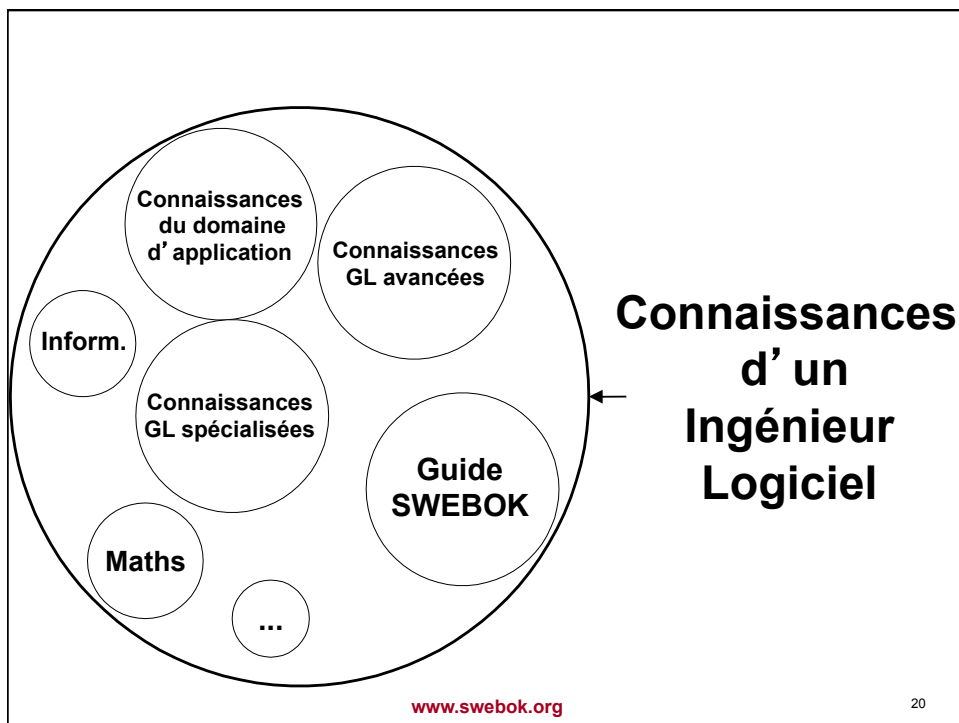 Connaissances
du domaine
d’application
Connaissances
GL avancées
Inform.
Connaissances
GL spécialisées
Guide
SWEBOK
Maths
...
Connaissances
d’un
Ingénieur
Logiciel
www.swebok.org
20